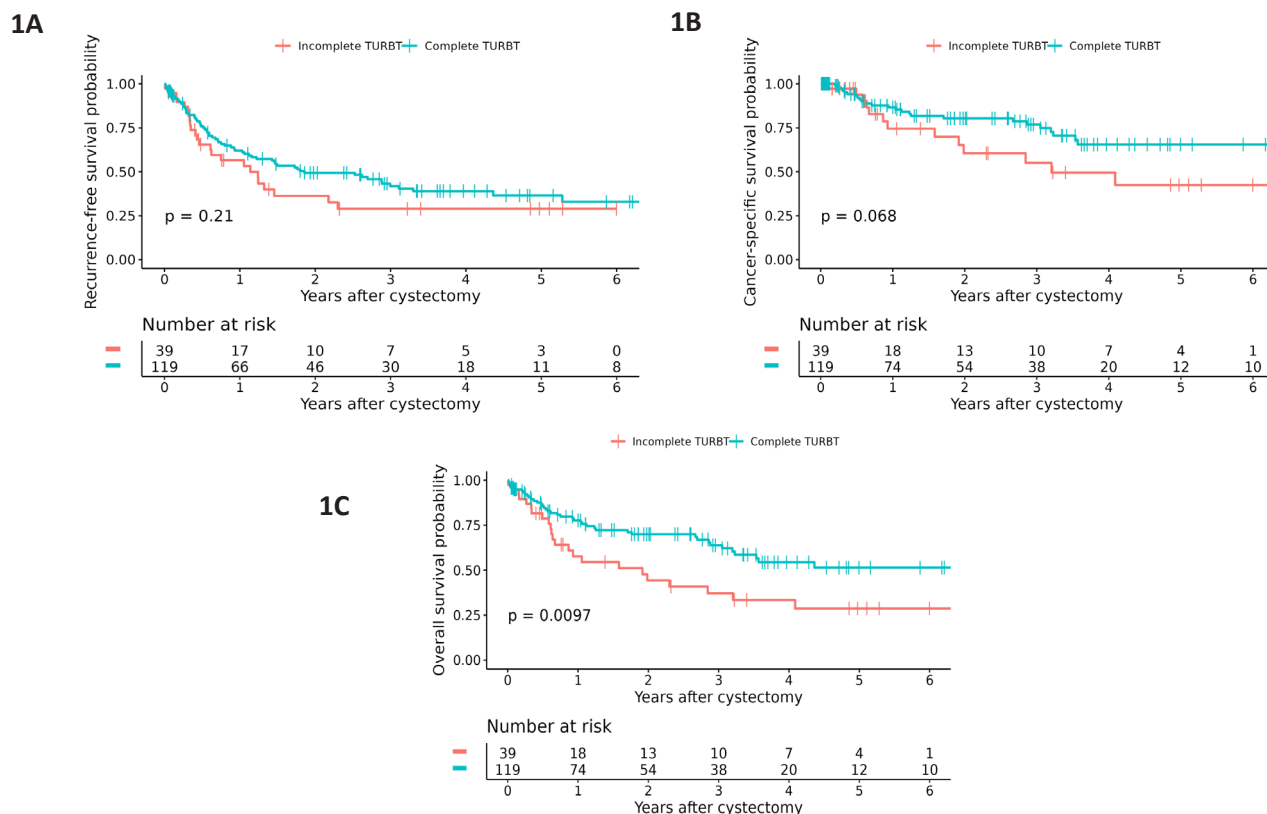 1A
Incomplete TURBT Complete TURBT
Recurrence-free survival probability
1.00
0.75
0.50
0.25
0.00
p = 0.21
0 1 2 3 4 5 6
Years after cystectomy
Number at risk
39 17 10 7 5 3 0
119 66 46 30 18 11 8
0 1 2 3 4 5 6
Years after cystectomy
1B
Incomplete TURBT Complete TURBT
Cancer-specific survival probability
1.00
0.75
0.50
0.25
0.00
p = 0.068
0 1 2 3 4 5 6
Years after cystectomy
Number at risk
39 18 13 10 7 4 1
119 74 54 38 20 12 10
0 1 2 3 4 5 6
Years after cystectomy
1C
Incomplete TURBT Complete TURBT
Overall survival probability
1.00
0.75
0.50
0.25
0.00
p = 0.0097
0 1 2 3 4 5 6
Years after cystectomy
Number at risk
39 18 13 10 7 4 1
119 74 54 38 20 12 10
0 1 2 3 4 5 6
Years after cystectomy